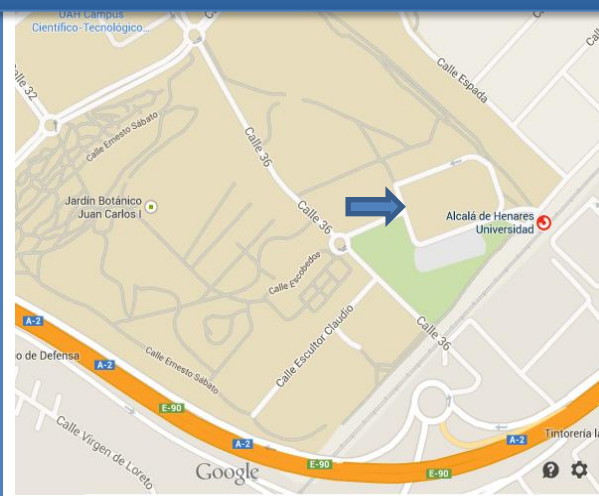 UAH Campus
Científico-Tecnológico...
Calle 32
Calle Espada
Calle Ernesto Sábato
Calle 36
Jardín Botánico
Juan Carlos I
Calle 36
Alcalá de Henares
Universidad
Calle Escobedos
A-2
Calle Escultor Claudio
Calle 36
o de Defensa
A-2
Calle Ernesto Sábato
E-90
Calle Virgen de Loreto
A-2
A-2
Tintorería la
Google
E-90
E-90
?